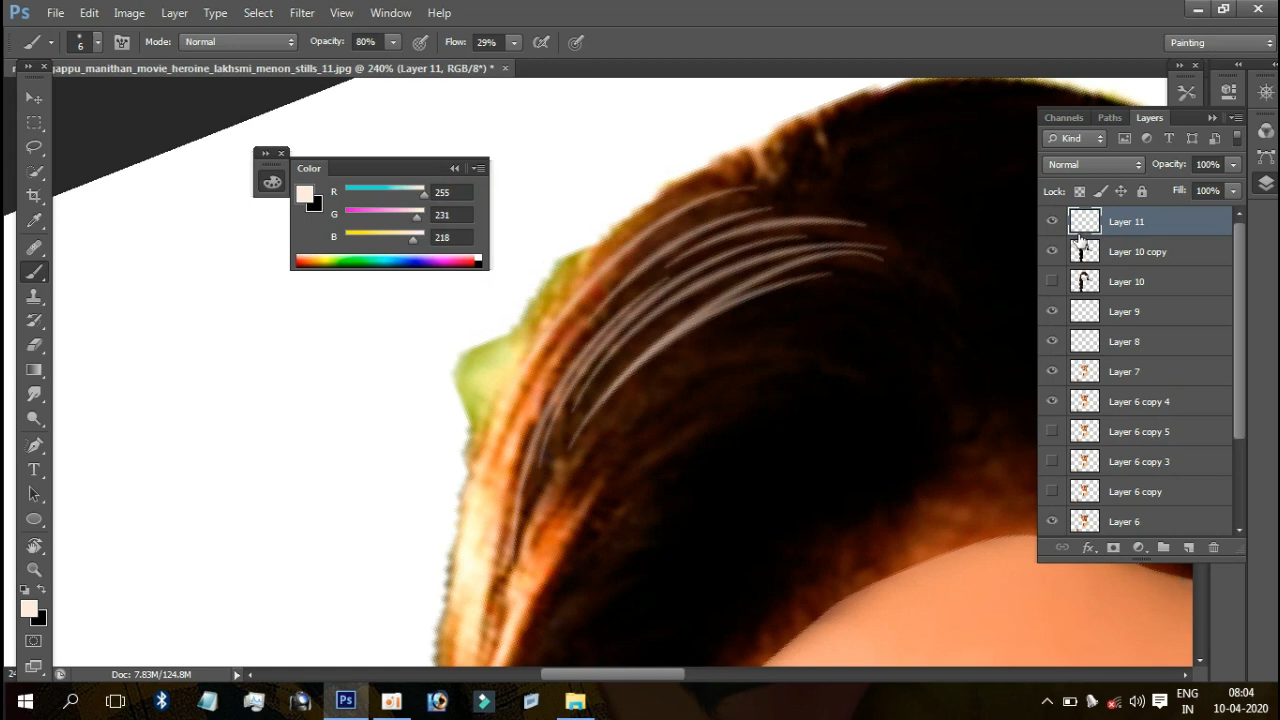 Ps File Edit Image Layer Type Select Filter View Window Help
6 Mode: Normal Opacity: 80% Flow: 29% Painting
appu_manithan_movie_heroine_lakhsmi_menon_stills_11.jpg @ 240% (Layer 11, RGB/8*) * ×
Color
R 255
G 231
B 218
Channels Paths Layers
Kind
Normal Opacity: 100%
Lock: Fill: 100%
Layer 11
Layer 10 copy
Layer 10
Layer 9
Layer 8
Layer 7
Layer 6 copy 4
Layer 6 copy 5
Layer 6 copy 3
Layer 6 copy
Layer 6
fx
24 Doc: 7.83M/124.8M
Ps ENG 08:04
IN 10-04-2020